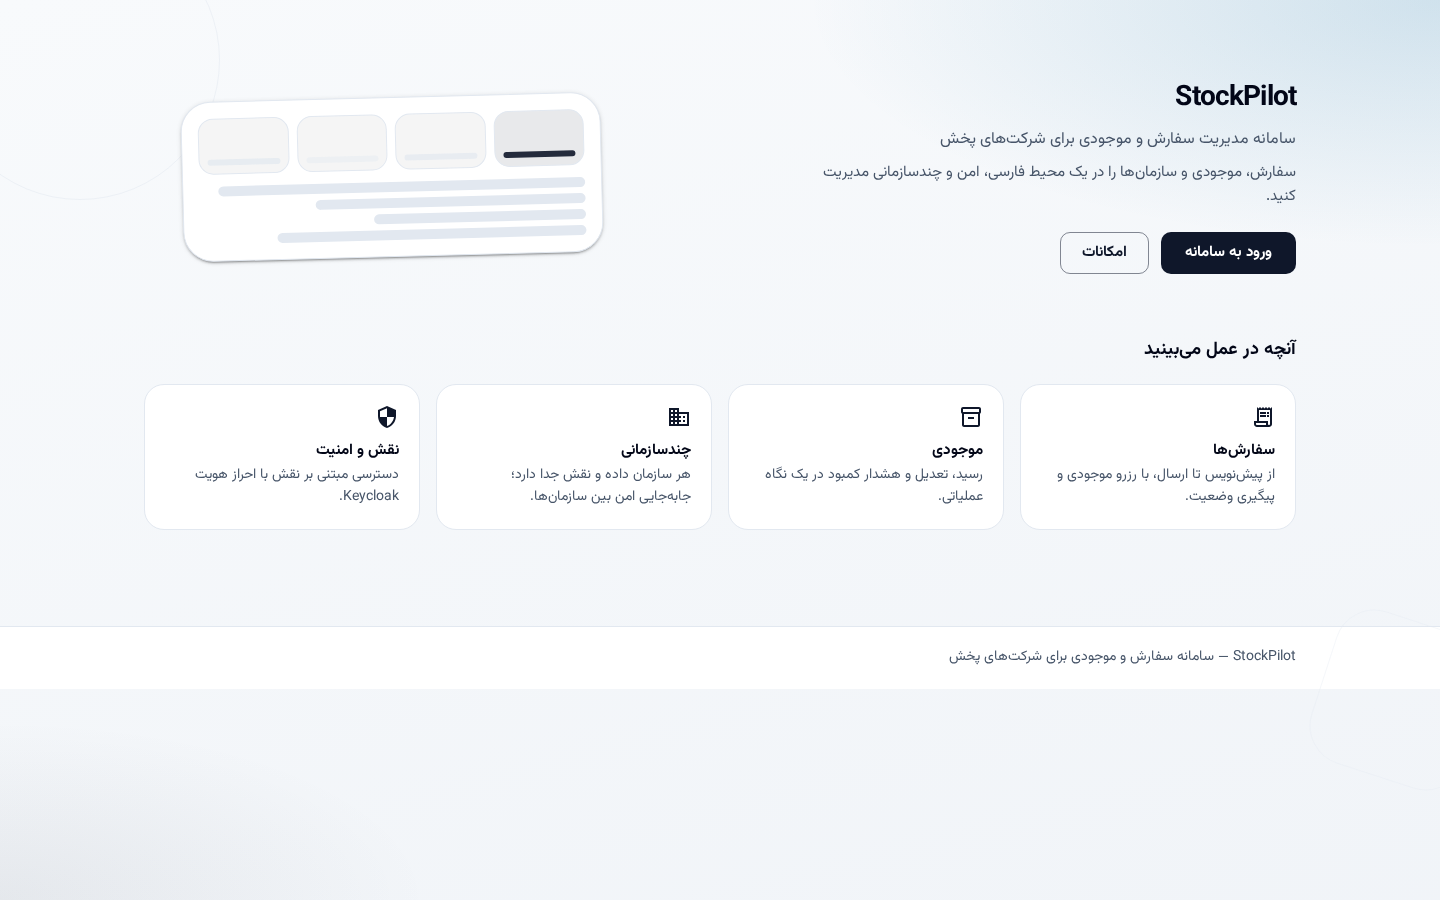 StockPilot
سامانه مدیریت سفارش و موجودی برای شرکت‌های پخش
سفارش، موجودی و سازمان‌ها را در یک محیط فارسی، امن و چندسازمانی مدیریت
کنید.
ورود به سامانه
امکانات
آنچه در عمل می‌بینید
سفارش‌ها
از پیش‌نویس تا ارسال، با رزرو موجودی و
پیگیری وضعیت.
موجودی
رسید، تعدیل و هشدار کمبود در یک نگاه
عملیاتی.
چندسازمانی
هر سازمان داده و نقش جدا دارد؛
جابه‌جایی امن بین سازمان‌ها.
نقش و امنیت
دسترسی مبتنی بر نقش با احراز هویت
Keycloak.
StockPilot — سامانه سفارش و موجودی برای شرکت‌های پخش